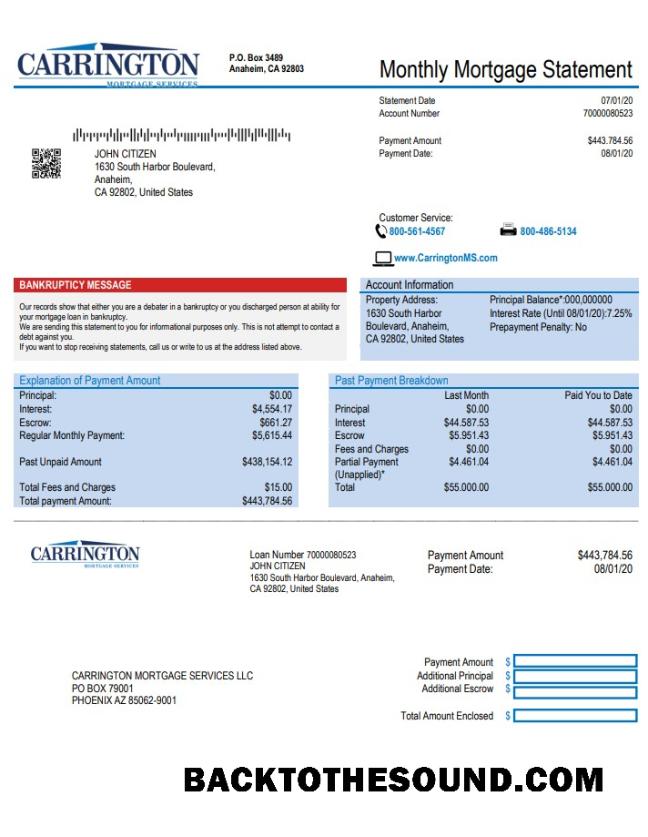 CARRINGTON
MORTGAGE SERVICES
P.O. Box 3489
Anaheim, CA 92803
Monthly Mortgage Statement
Statement Date 07/01/20
Account Number 70000080523
Payment Amount $443,784.56
Payment Date: 08/01/20
JOHN CITIZEN
1630 South Harbor Boulevard,
Anaheim,
CA 92802, United States
Customer Service:
800-561-4567 800-486-5134
www.CarringtonMS.com
BANKRUPTICY MESSAGE
Our records show that either you are a debater in a bankruptcy or you discharged person at ability for
your mortgage loan in bankruptcy.
We are sending this statement to you for informational purposes only. This is not attempt to contact a
debt against you.
If you want to stop receiving statements, call us or write to us at the address listed above.
Account Information
Property Address:
1630 South Harbor
Boulevard, Anaheim,
CA 92802, United States
Principal Balance*:000,000000
Interest Rate (Until 08/01/20):7.25%
Prepayment Penalty: No
Explanation of Payment Amount
Principal: $0.00
Interest: $4,554.17
Escrow: $661.27
Regular Monthly Payment: $5,615.44
Past Unpaid Amount $438,154.12
Total Fees and Charges $15.00
Total payment Amount: $443,784.56
Past Payment Breakdown
Last Month Paid You to Date
Principal $0.00 $0.00
Interest $44.587.53 $44.587.53
Escrow $5.951.43 $5.951.43
Fees and Charges $0.00 $0.00
Partial Payment $4.461.04 $4.461.04
(Unapplied)*
Total $55.000.00 $55.000.00
CARRINGTON
MORTGAGE SERVICES
Loan Number 70000080523
JOHN CITIZEN
1630 South Harbor Boulevard, Anaheim,
CA 92802, United States
Payment Amount $443,784.56
Payment Date: 08/01/20
CARRINGTON MORTGAGE SERVICES LLC
PO BOX 79001
PHOENIX AZ 85062-9001
Payment Amount $
Additional Principal $
Additional Escrow $
Total Amount Enclosed $
BACKTOTHESOUND.COM